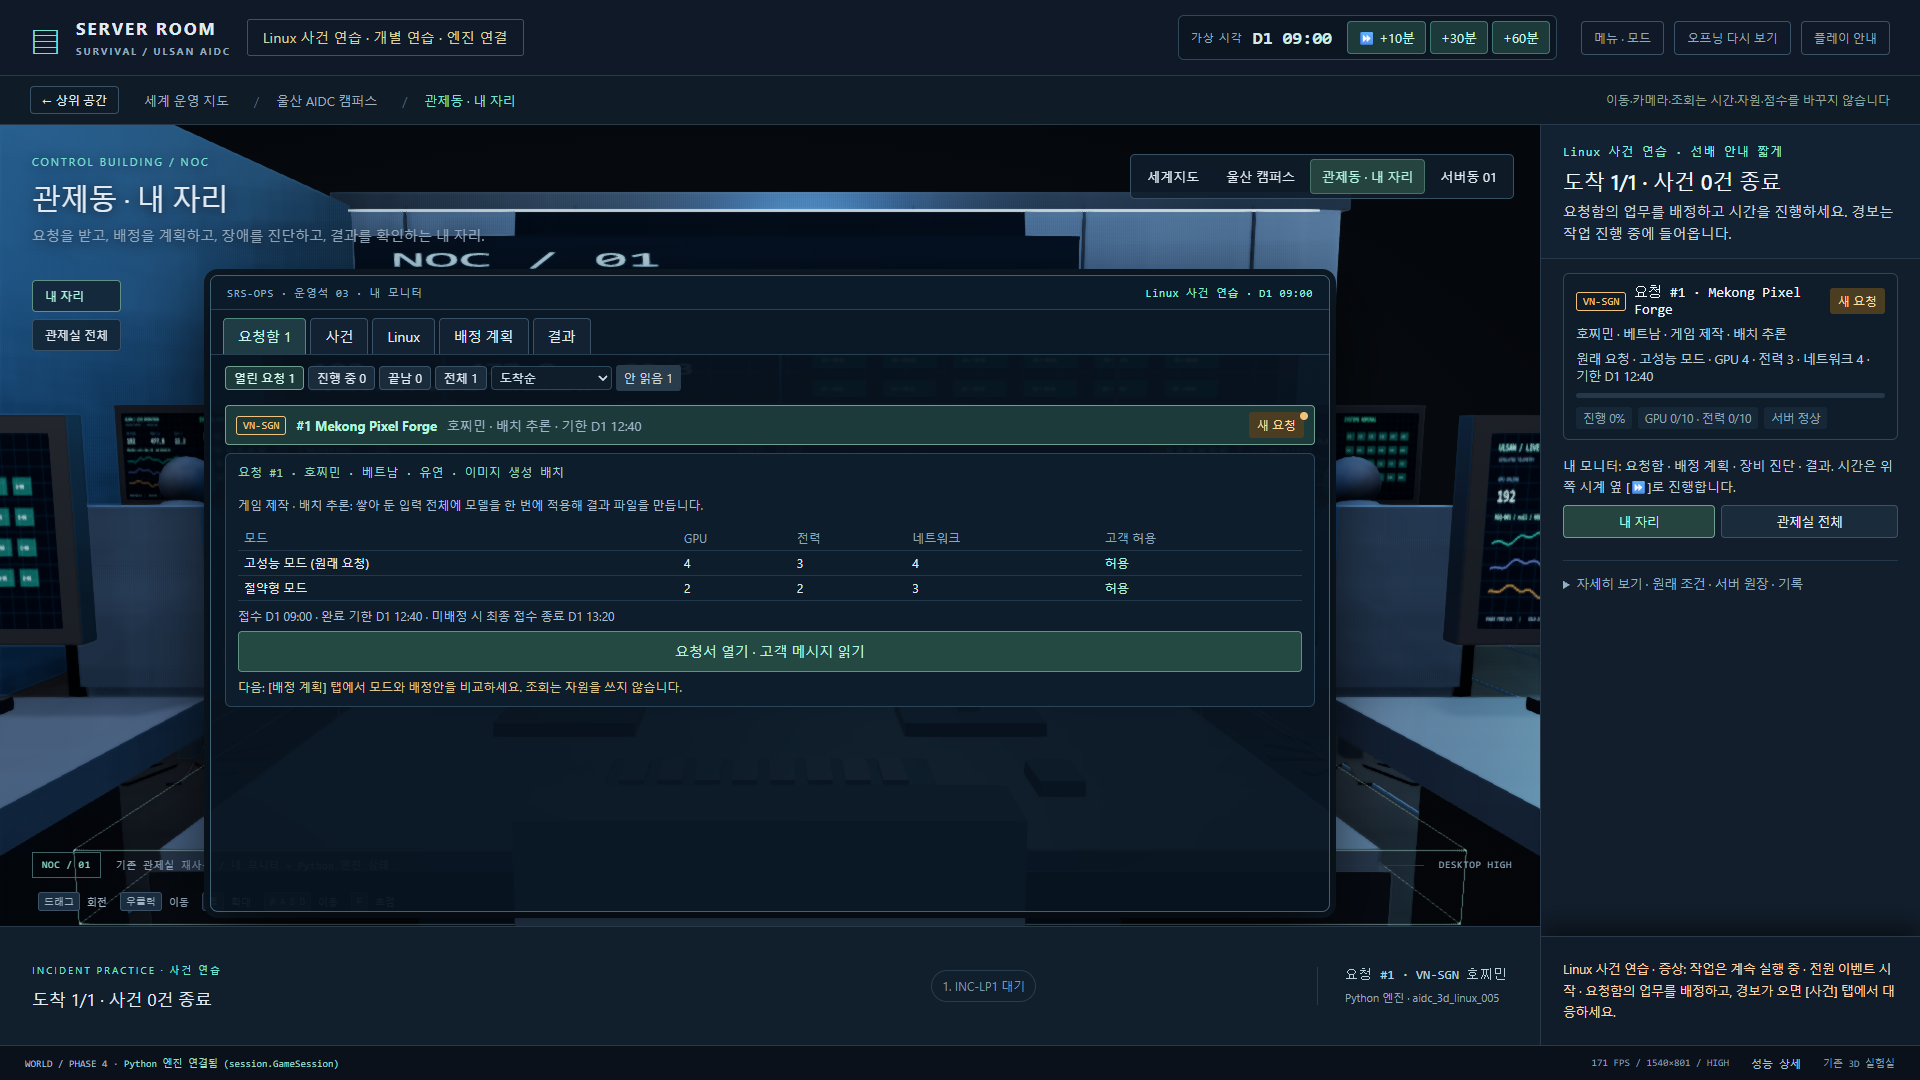 SERVER ROOM
SURVIVAL / ULSAN AIDC
Linux 사건 연습 · 개별 연습 · 엔진 연결
가상 시각 D1 09:00 ⏩ +10분 +30분 +60분
메뉴 · 모드 오프닝 다시 보기 플레이 안내
← 상위 공간 세계 운영 지도 / 울산 AIDC 캠퍼스 / 관제동 · 내 자리
이동·카메라·조회는 시간·자원·점수를 바꾸지 않습니다
CONTROL BUILDING / NOC
관제동 · 내 자리
요청을 받고, 배정을 계획하고, 장애를 진단하고, 결과를 확인하는 내 자리.
세계지도 울산 캠퍼스 관제동 · 내 자리 서버동 01
NOC / 01
내 자리
관제실 전체
SRS-OPS · 운영석 03 · 내 모니터
Linux 사건 연습 · D1 09:00
요청함 1 사건 Linux 배정 계획 결과
열린 요청 1 진행 중 0 끝남 0 전체 1 도착순 안 읽음 1
VN-SGN #1 Mekong Pixel Forge 호찌민 · 배치 추론 · 기한 D1 12:40 새 요청
요청 #1 · 호찌민 · 베트남 · 유연 · 이미지 생성 배치
게임 제작 · 배치 추론: 쌓아 둔 입력 전체에 모델을 한 번에 적용해 결과 파일을 만듭니다.
모드 GPU 전력 네트워크 고객 허용
고성능 모드 (원래 요청) 4 3 4 허용
절약형 모드 2 2 3 허용
접수 D1 09:00 · 완료 기한 D1 12:40 · 미배정 시 최종 접수 종료 D1 13:20
요청서 열기 · 고객 메시지 읽기
다음: [배정 계획] 탭에서 모드와 배정안을 비교하세요. 조회는 자원을 쓰지 않습니다.
NOC / 01 기존 관제실 재사
DESKTOP HIGH
드래그 회전 우클릭 이동
ULSAN / LIVE
192
Linux 사건 연습 · 선배 안내 짧게
도착 1/1 · 사건 0건 종료
요청함의 업무를 배정하고 시간을 진행하세요. 경보는
작업 진행 중에 들어옵니다.
VN-SGN 요청 #1 · Mekong Pixel
Forge
새 요청
호찌민 · 베트남 · 게임 제작 · 배치 추론
원래 요청 · 고성능 모드 · GPU 4 · 전력 3 · 네트워크 4 ·
기한 D1 12:40
진행 0% GPU 0/10 · 전력 0/10 서버 정상
내 모니터: 요청함 · 배정 계획 · 장비 진단 · 결과. 시간은 위
쪽 시계 옆 [⏩]로 진행합니다.
내 자리 관제실 전체
▶ 자세히 보기 · 원래 조건 · 서버 원장 · 기록
INCIDENT PRACTICE · 사건 연습
도착 1/1 · 사건 0건 종료
1. INC-LP1 대기
요청 #1 · VN-SGN 호찌민
Python 엔진 · aidc_3d_linux_005
Linux 사건 연습 · 증상: 작업은 계속 실행 중 · 전원 이벤트 시
작 · 요청함의 업무를 배정하고, 경보가 오면 [사건] 탭에서 대
응하세요.
WORLD / PHASE 4 · Python 엔진 연결됨 (session.GameSession)
171 FPS / 1540×801 / HIGH 성능 상세 기존 3D 실험실